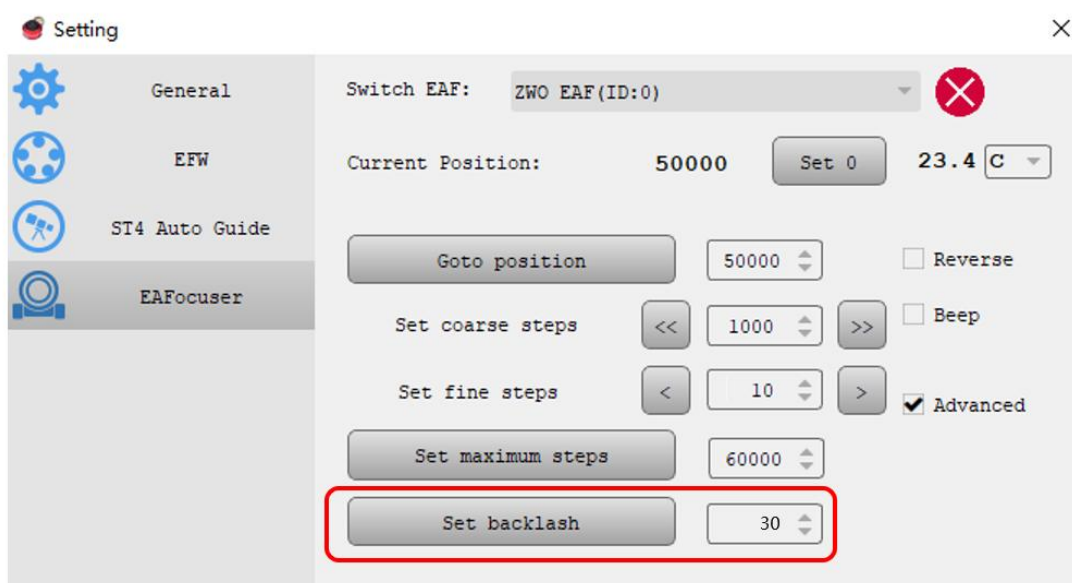 Setting
General
EFW
ST4 Auto Guide
EAFocuser
Switch EAF: ZWO EAF(ID:0)
Current Position: 50000 Set 0 23.4 C
Goto position 50000 Reverse
Set coarse steps << 1000 >> Beep
Set fine steps < 10 > Advanced
Set maximum steps 60000
Set backlash 30